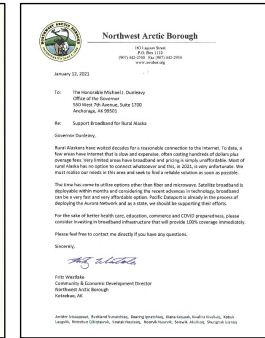 Northwest Arctic Borough
163 Lagoon Street
P.O. Box 1110
(907) 442-2500 Fax (907) 442-2930
www.nwabor.org
January 12, 2021
To: The Honorable Michael J. Dunleavy
Office of the Governor
550 West 7th Avenue, Suite 1700
Anchorage, AK 99501
Re: Support Broadband for Rural Alaska
Governor Dunleavy,
Rural Alaskans have waited decades for a reasonable connection to the internet. To date, a
few areas have internet that is slow and expensive, often costing hundreds of dollars plus
overage fees. Very limited areas have broadband and pricing is simply unaffordable. Most of
rural Alaska has no option to connect whatsoever and this, in 2021, is very unfortunate. We
must realize our needs in this area and seek to find a reliable solution as soon as possible.
The time has come to utilize options other than fiber and microwave. Satellite broadband is
deployable within months and considering the recent advances in technology, broadband
can be a very fast and very affordable option. Pacific Dataport is already in the process of
deploying the Aurora Network and as a state, we should be supporting their efforts.
For the sake of better health care, education, commerce and COVID preparedness, please
consider investing in broadband infrastructure that will provide 100% coverage immediately.
Please feel free to contact me directly if you have any questions.
Sincerely,
Fritz Westlake
Fritz Westlake
Community & Economic Development Director
Northwest Arctic Borough
Kotzebue, AK